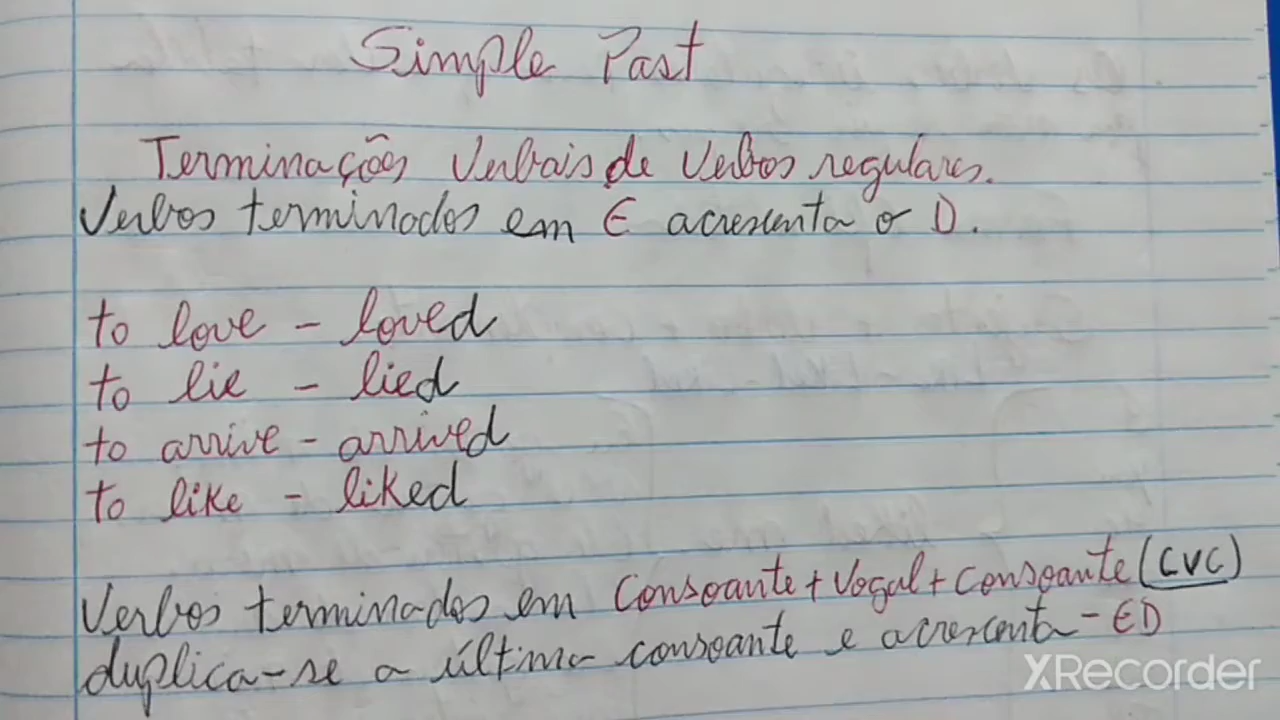 Simple Past
Terminações Verbais de Verbos regulares.
Verbos terminados em E acrescenta o D.
to love - loved
to lie - lied
to arrive - arrived
to like - liked
Verbos terminados em Consoante + Vogal + Consoante (CVC)
duplica-se a última consoante e acrescenta - ED
XRecorder